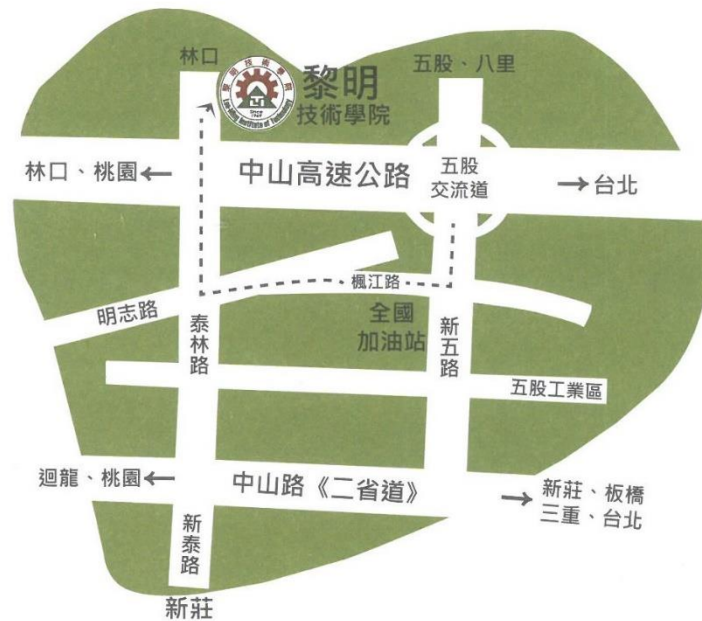 林口
黎明
技術學院
五股、八里
林口、桃園←
中山高速公路
五股
交流道
→台北
楓江路
明志路
泰林路
全國
加油站
新五路
五股工業區
迴龍、桃園←
中山路《二省道》
→
新莊、板橋
三重、台北
新泰路
新莊